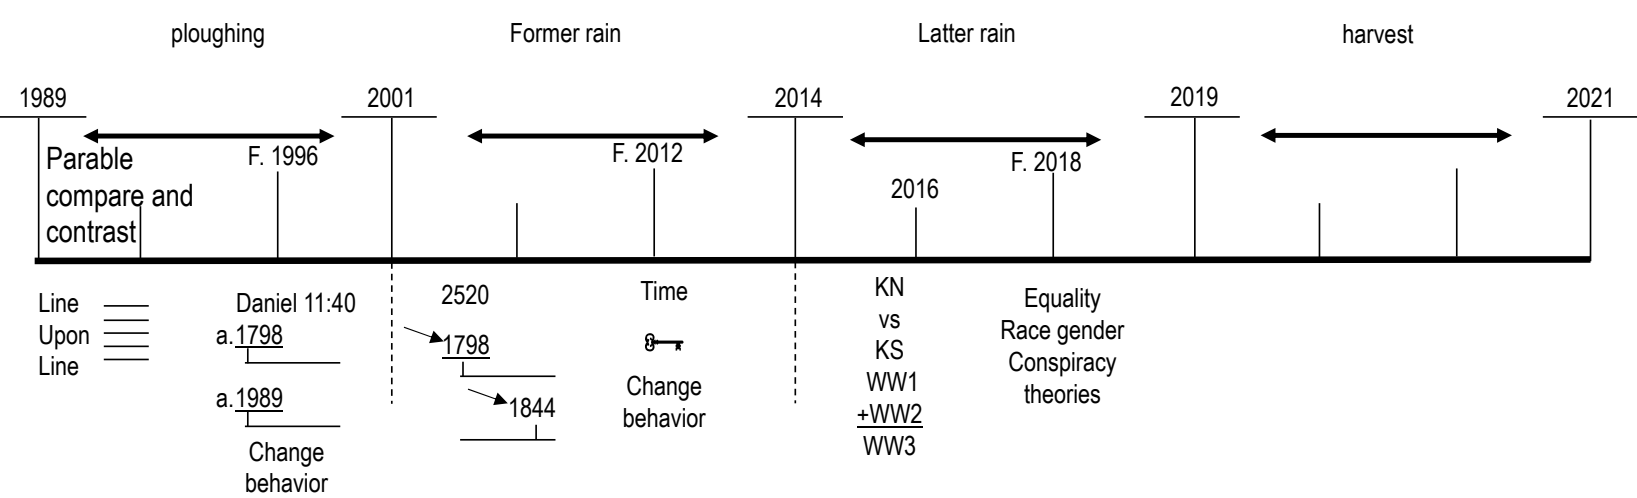 ploughing
Former rain
Latter rain
harvest
1989
2001
2014
2019
2021
Parable
compare and
contrast
F. 1996
F. 2012
2016
F. 2018
Line
Upon
Line
Daniel 11:40
a.1798
a.1989
Change
behavior
2520
1798
1844
Time
Change
behavior
KN
vs
KS
WW1
+WW2
WW3
Equality
Race gender
Conspiracy
theories